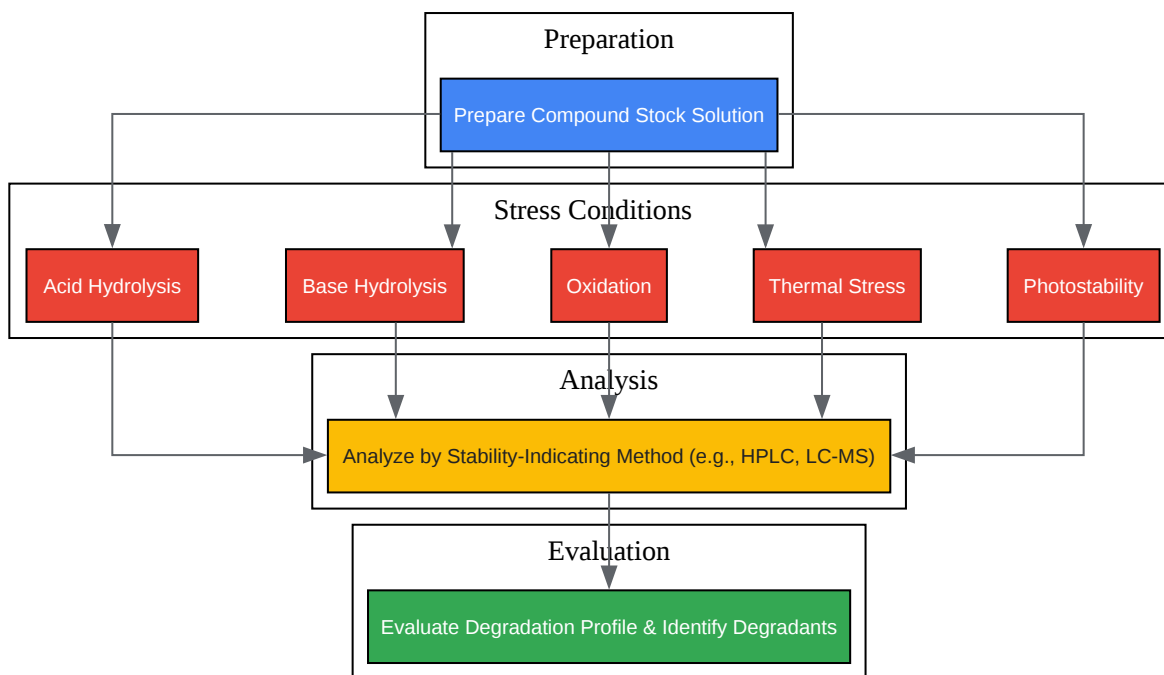 Preparation
Prepare Compound Stock Solution
Stress Conditions
Acid Hydrolysis
Base Hydrolysis
Oxidation
Thermal Stress
Photostability
Analysis
Analyze by Stability-Indicating Method (e.g., HPLC, LC-MS)
Evaluation
Evaluate Degradation Profile & Identify Degradants